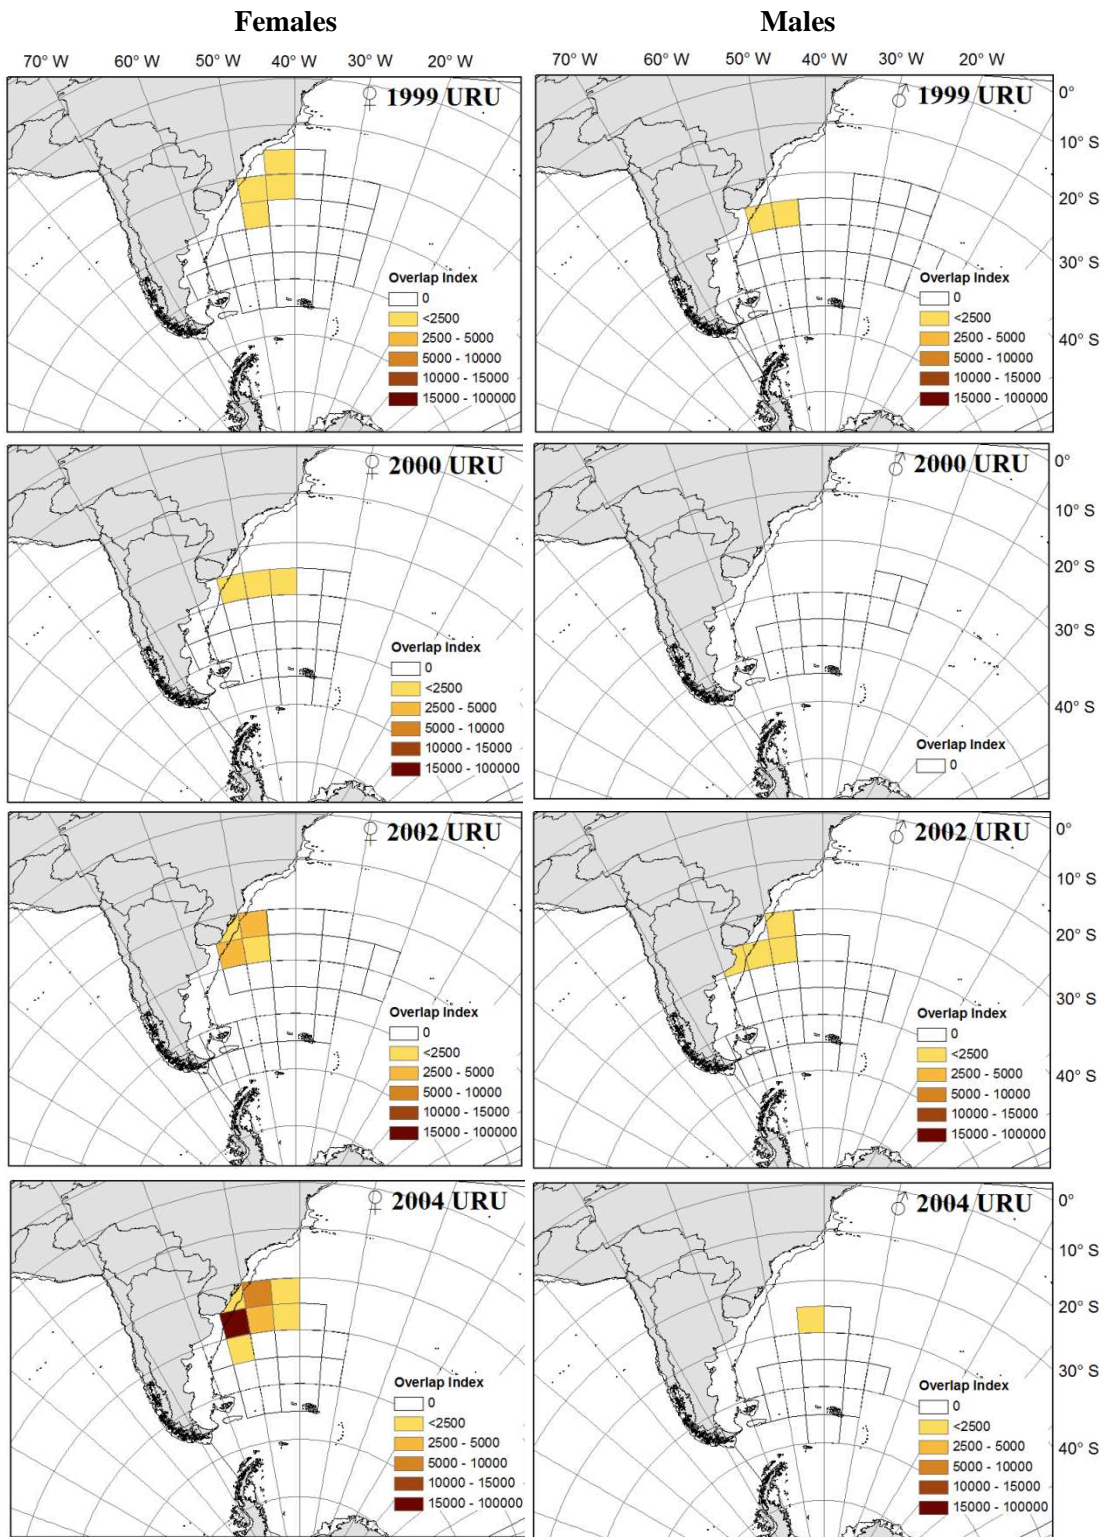 Females Males
70° W 60° W 50° W 40° W 30° W 20° W 70° W 60° W 50° W 40° W 30° W 20° W
♀ 1999 URU
Overlap Index
0
<2500
2500 - 5000
5000 - 10000
10000 - 15000
15000 - 100000
♂ 1999 URU
Overlap Index
0
<2500
2500 - 5000
5000 - 10000
10000 - 15000
15000 - 100000
0°
10° S
20° S
30° S
40° S
♀ 2000 URU
Overlap Index
0
<2500
2500 - 5000
5000 - 10000
10000 - 15000
15000 - 100000
♂ 2000 URU
Overlap Index
0
0°
10° S
20° S
30° S
40° S
♀ 2002 URU
Overlap Index
0
<2500
2500 - 5000
5000 - 10000
10000 - 15000
15000 - 100000
♂ 2002 URU
Overlap Index
0
<2500
2500 - 5000
5000 - 10000
10000 - 15000
15000 - 100000
0°
10° S
20° S
30° S
40° S
♀ 2004 URU
Overlap Index
0
<2500
2500 - 5000
5000 - 10000
10000 - 15000
15000 - 100000
♂ 2004 URU
Overlap Index
0
<2500
2500 - 5000
5000 - 10000
10000 - 15000
15000 - 100000
0°
10° S
20° S
30° S
40° S